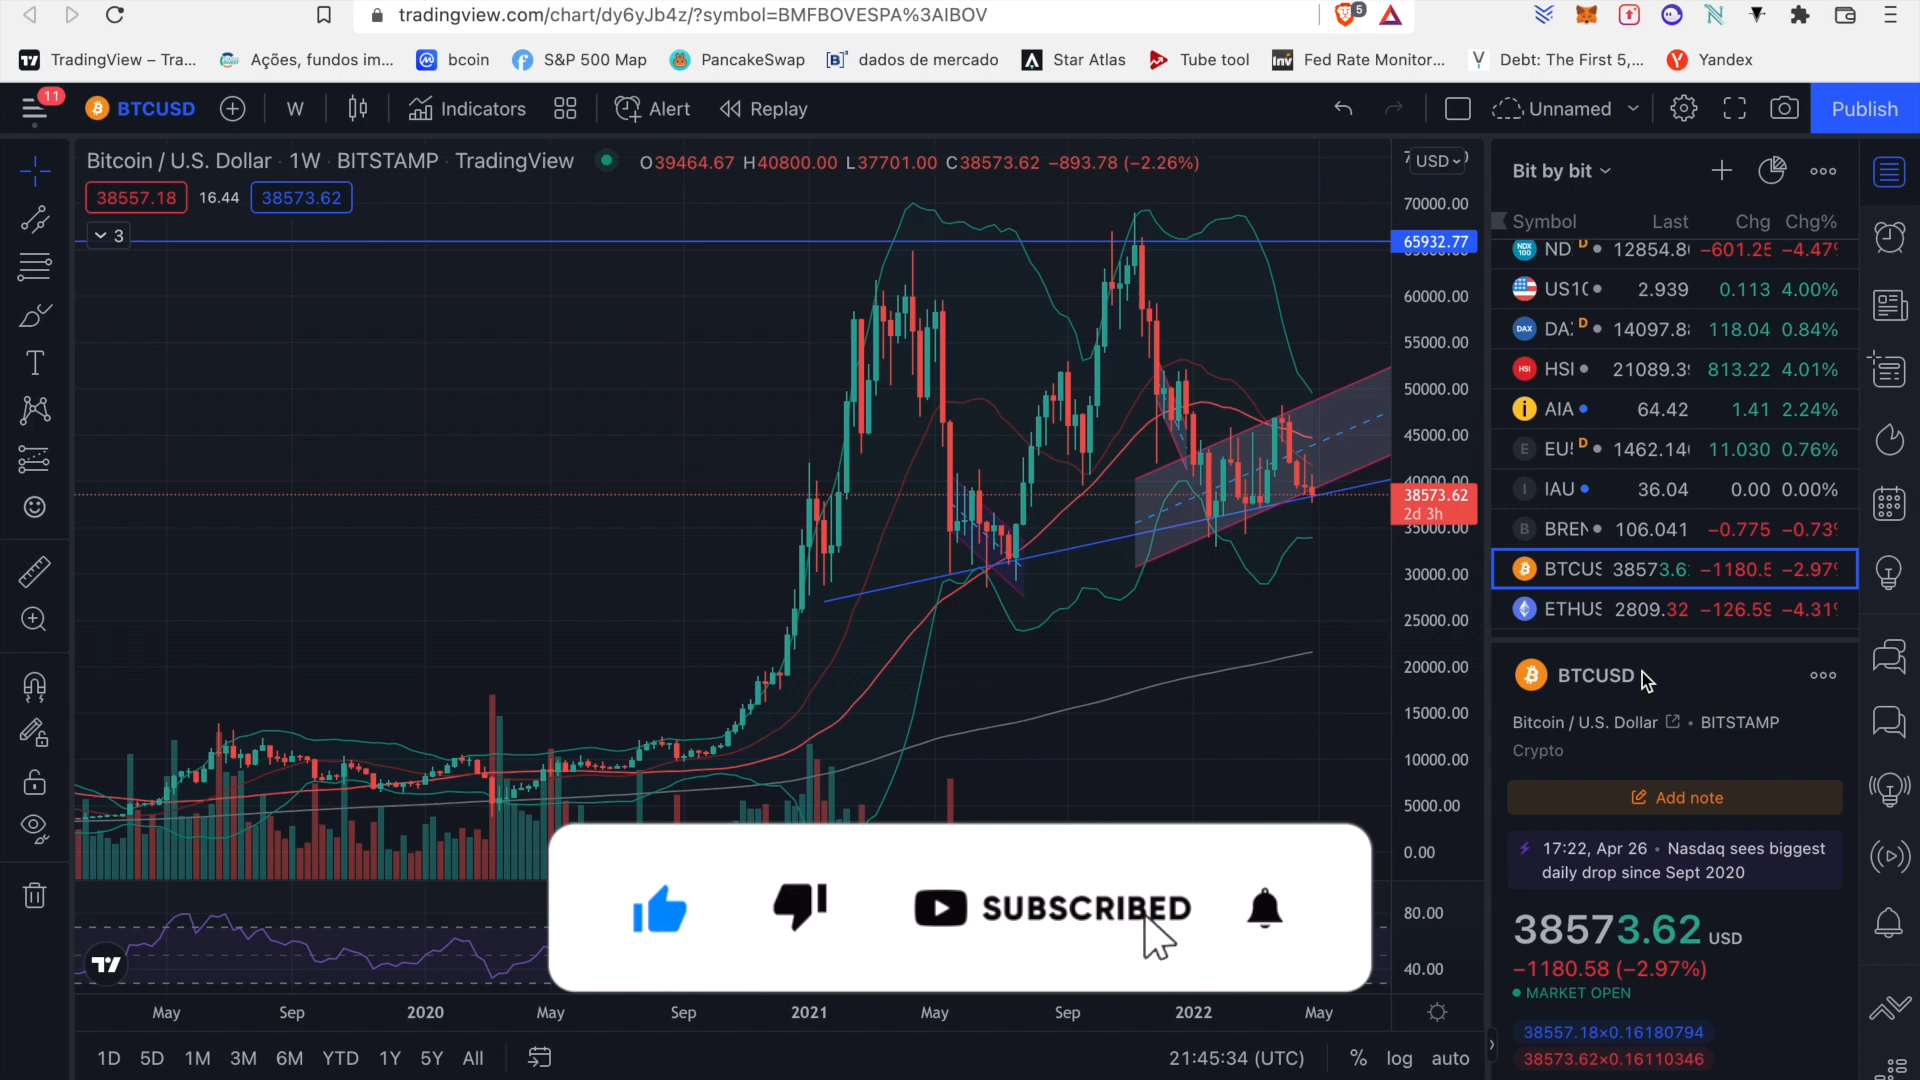 tradingview.com/chart/dy6yJb4z/?symbol=BMFBOVESPA%3AIBOV
5
TradingView – Tra...
Ações, fundos im...
bcoin
S&P 500 Map
PancakeSwap
dados de mercado
Star Atlas
Tube tool
Fed Rate Monitor...
Debt: The First 5,...
Yandex
11
BTCUSD
W
Indicators
Alert
Replay
Unnamed
Publish
Bitcoin / U.S. Dollar · 1W · BITSTAMP · TradingView
O39464.67 H40800.00 L37701.00 C38573.62 −893.78 (−2.26%)
USD
38557.18 16.44 38573.62
3
70000.00
65932.77
60000.00
55000.00
50000.00
45000.00
40000.00
38573.62
2d 3h
35000.00
30000.00
25000.00
20000.00
15000.00
10000.00
5000.00
0.00
80.00
40.00
May Sep 2020 May Sep 2021 May Sep 2022 May
1D 5D 1M 3M 6M YTD 1Y 5Y All
21:45:34 (UTC) % log auto
SUBSCRIBED
Bit by bit
Symbol Last Chg Chg%
ND D 12854.8 −601.25 −4.47
US10 2.939 0.113 4.00%
DAX D 14097.8 118.04 0.84%
HSI 21089.3 813.22 4.01%
AIA 64.42 1.41 2.24%
EU D 1462.14 11.030 0.76%
IAU 36.04 0.00 0.00%
BREN 106.041 −0.775 −0.73
BTCUS 38573.6 −1180.5 −2.97
ETHUS 2809.32 −126.59 −4.31
BTCUSD
Bitcoin / U.S. Dollar • BITSTAMP
Crypto
Add note
17:22, Apr 26 • Nasdaq sees biggest
daily drop since Sept 2020
38573.62 USD
−1180.58 (−2.97%)
MARKET OPEN
38557.18×0.16180794
38573.62×0.16110346